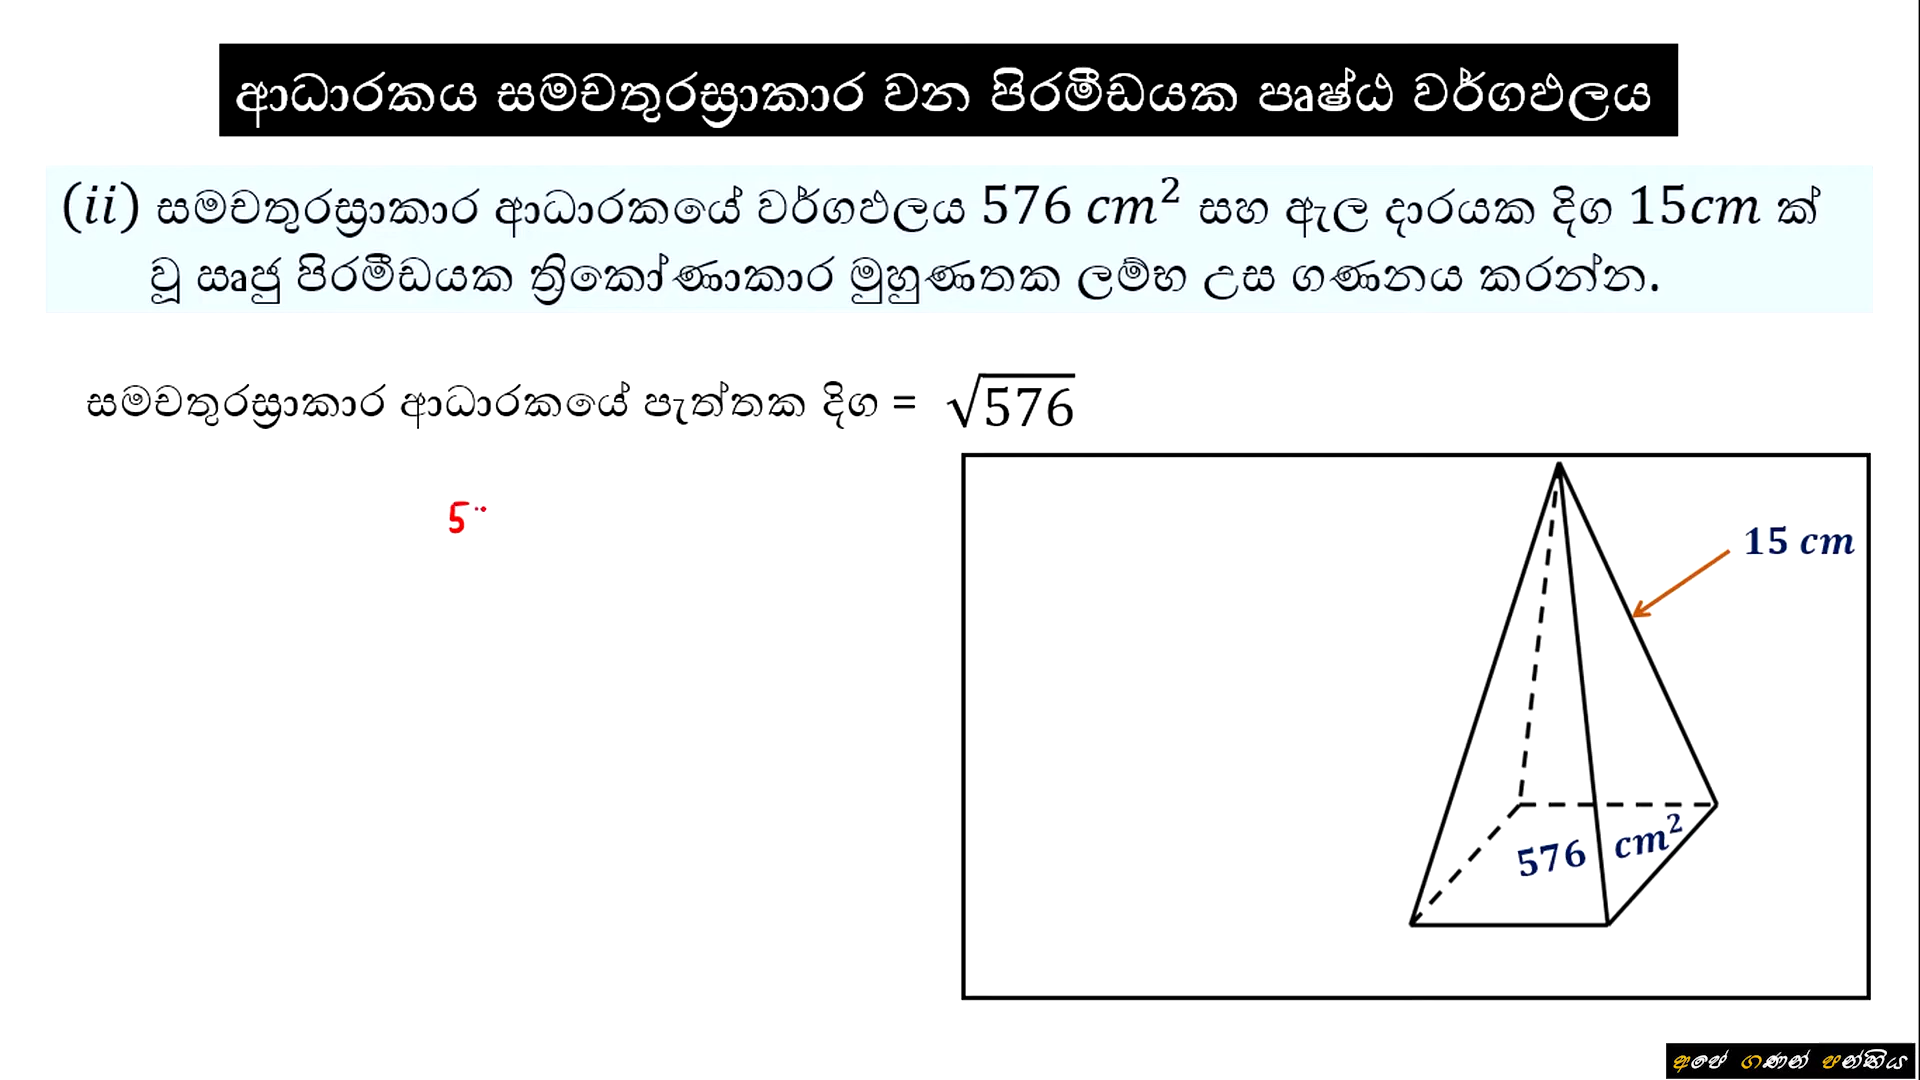 ආධාරකය සමචතුරස්‍රාකාර වන පිරමීඩයක පෘෂ්ඨ වර්ගඵලය
(ii) සමචතුරස්‍රාකාර ආධාරකයේ වර්ගඵලය 576 cm² සහ ඇල දාරයක දිග 15cm ක්
වූ ඍජු පිරමීඩයක ත්‍රිකෝණාකාර මුහුණතක ලම්භ උස ගණනය කරන්න.
සමචතුරස්‍රාකාර ආධාරකයේ පැත්තක දිග = √576
5
15 cm
576 cm²
අපේ ගණන් පන්තිය